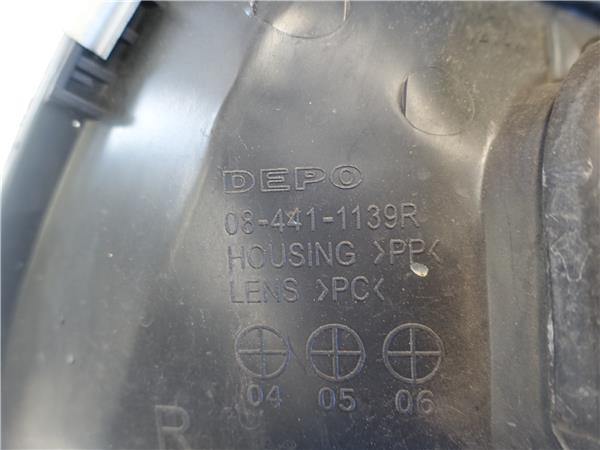 DEPO
08-441-1139R
HOUSING >PP<
LENS >PC<
04 05 06
R